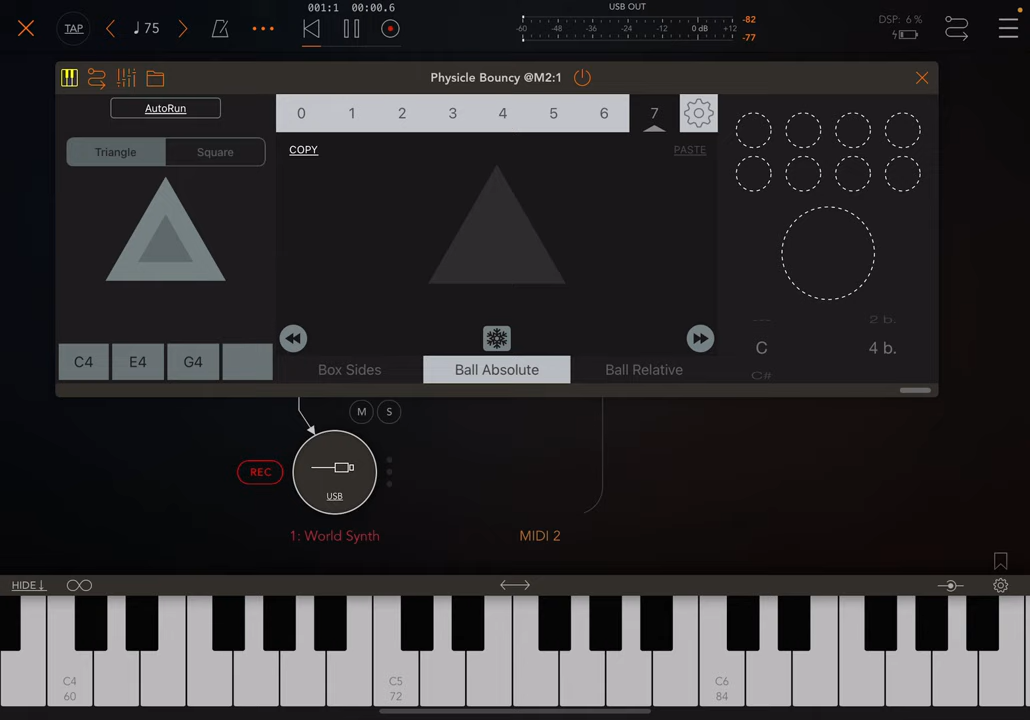 001:1 00:00.6
USB OUT
TAP
♩75
-60 -48 -36 -24 -12 0 dB +12
-82
-77
DSP: 6 %
Physicle Bouncy @M2:1
AutoRun
0 1 2 3 4 5 6 7
Triangle Square
COPY
PASTE
C4 E4 G4
Box Sides Ball Absolute Ball Relative
--- 2 b.
C 4 b.
C#
M S
REC
USB
1: World Synth
MIDI 2
HIDE↓
C4
60
C5
72
C6
84